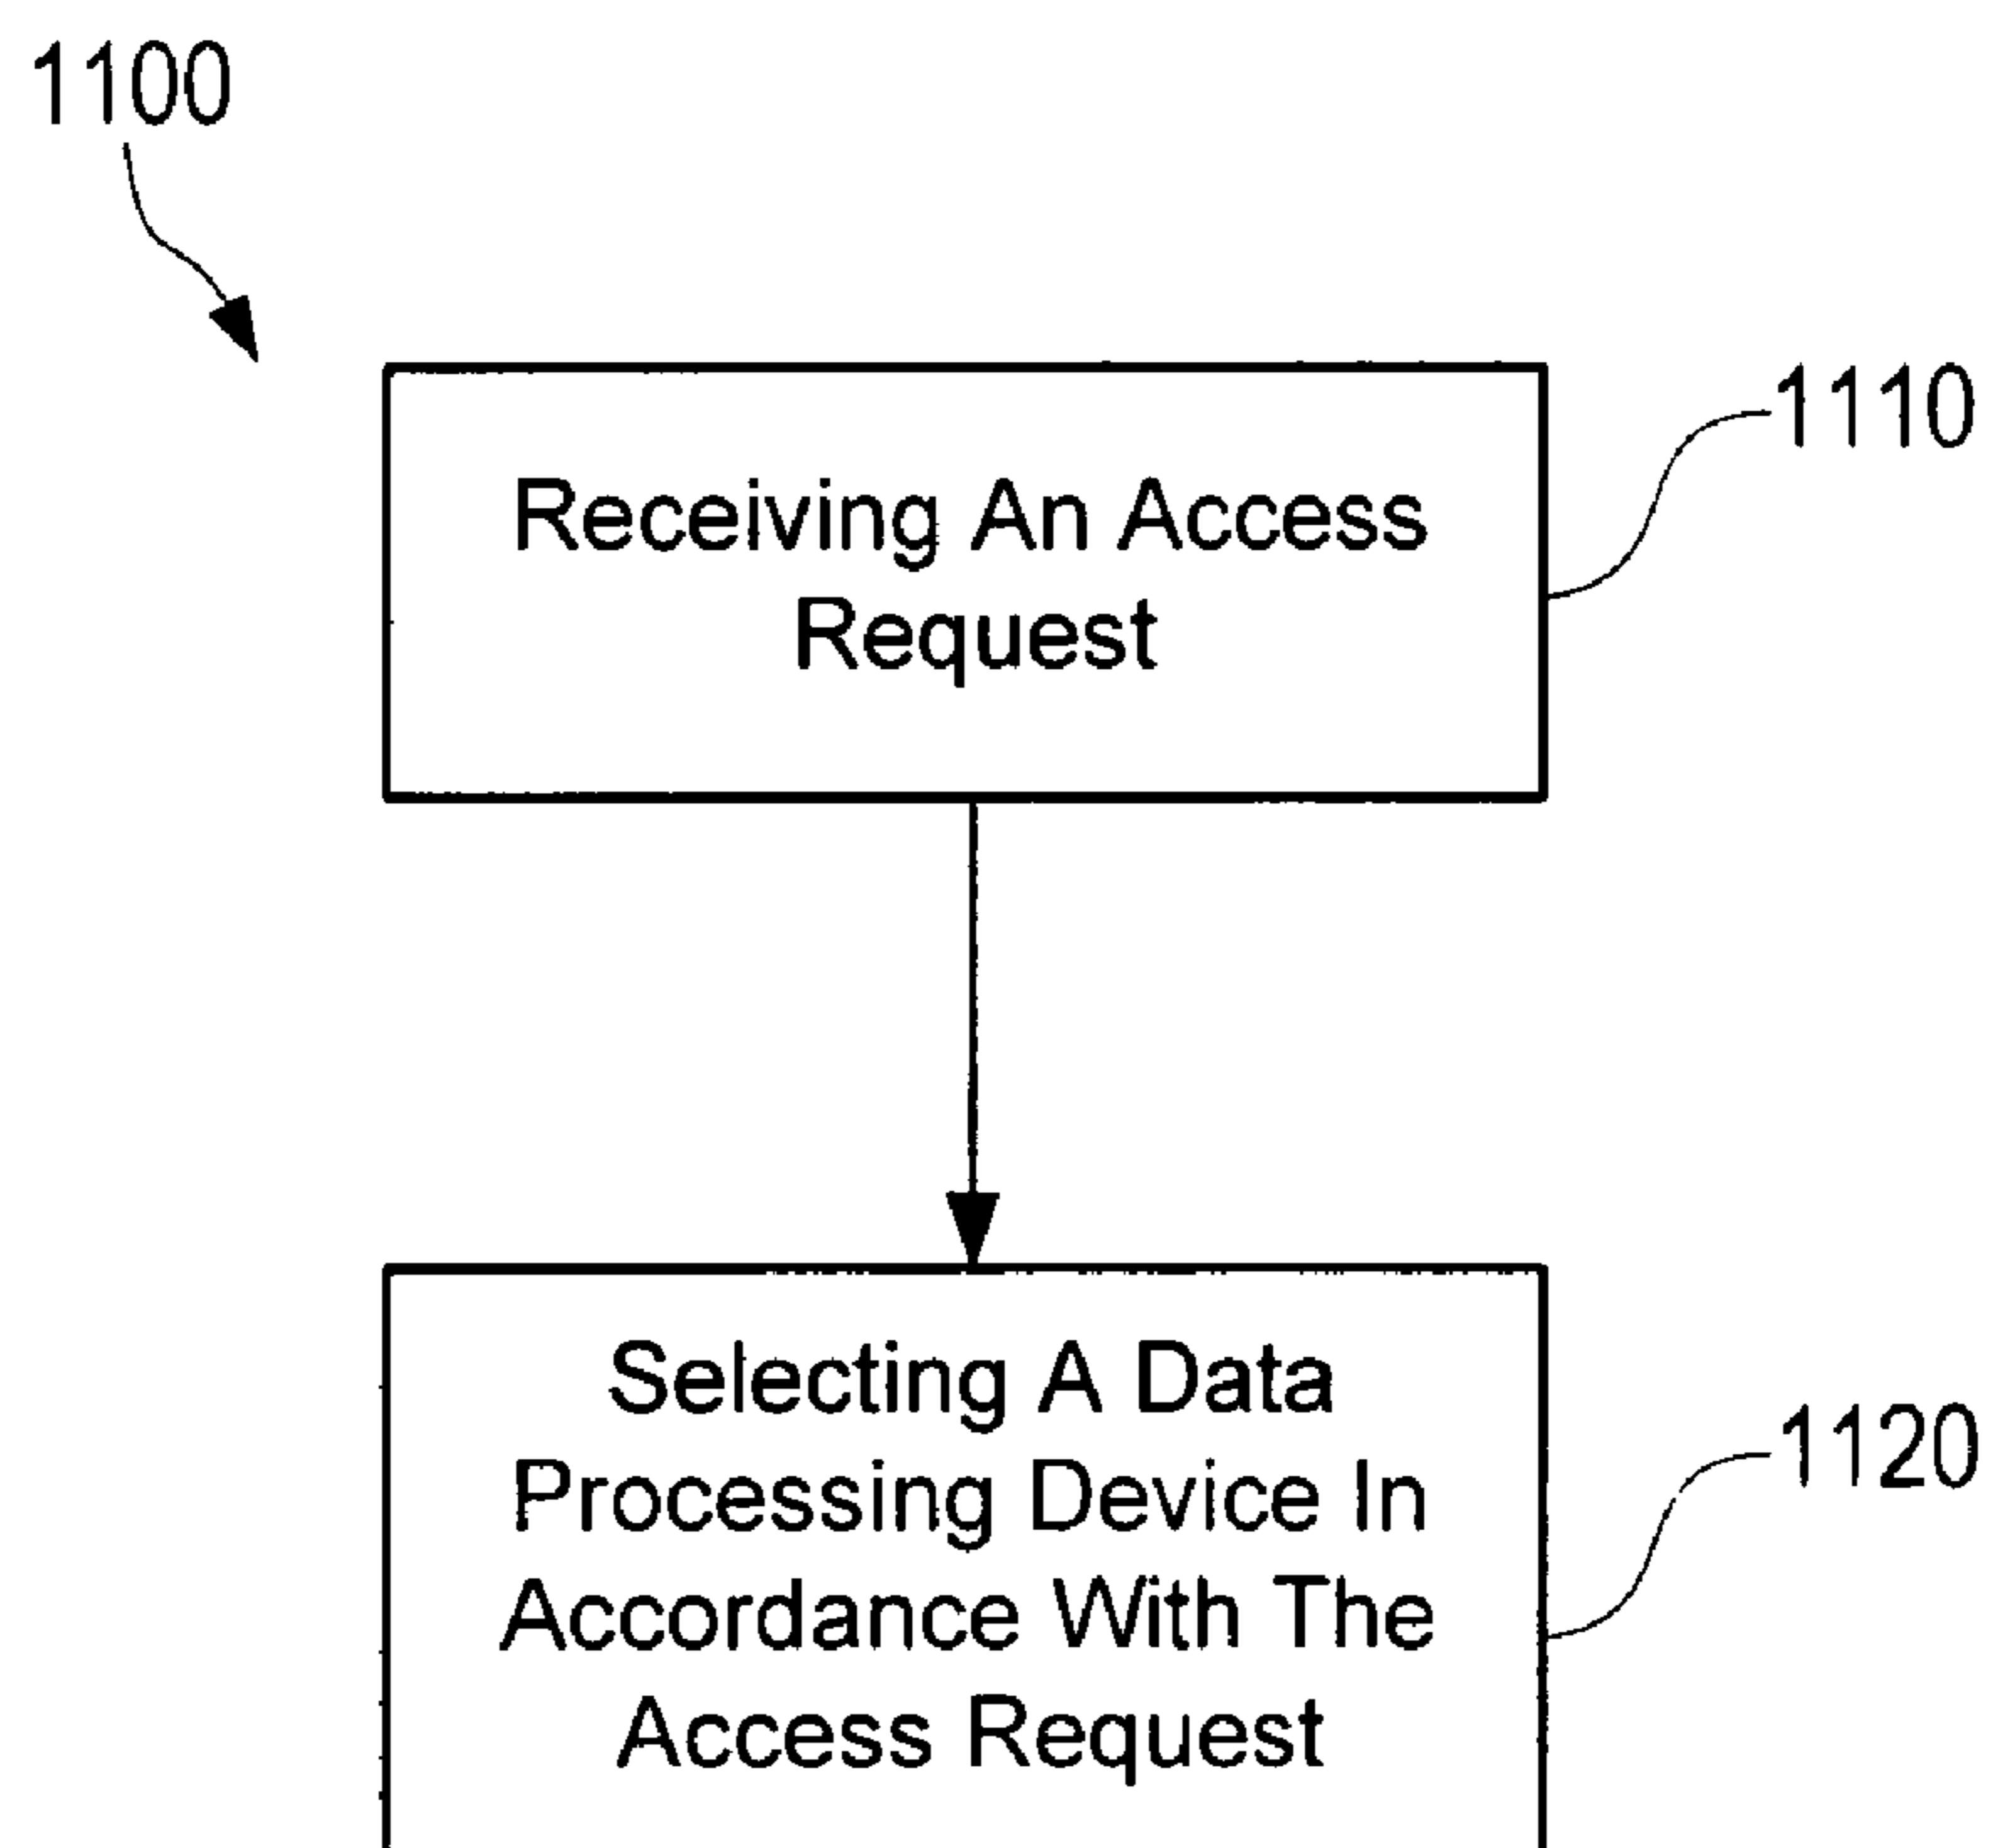 1100
1110
Receiving An Access
Request
Selecting A Data
Processing Device In
Accordance With The
Access Request
1120